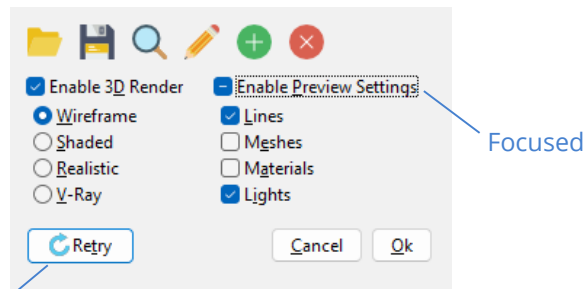 Enable 3D Render
Enable Preview Settings
Wireframe
Lines
Focused
Shaded
Meshes
Realistic
Materials
V-Ray
Lights
Retry
Cancel
Ok